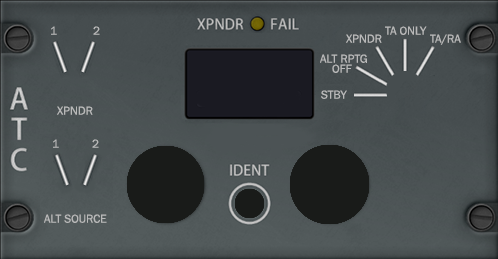 XPNDR FAIL
1 2
XPNDR
ATC
1 2
ALT SOURCE
IDENT
STBY
ALT RPTG
OFF
XPNDR
TA ONLY
TA/RA